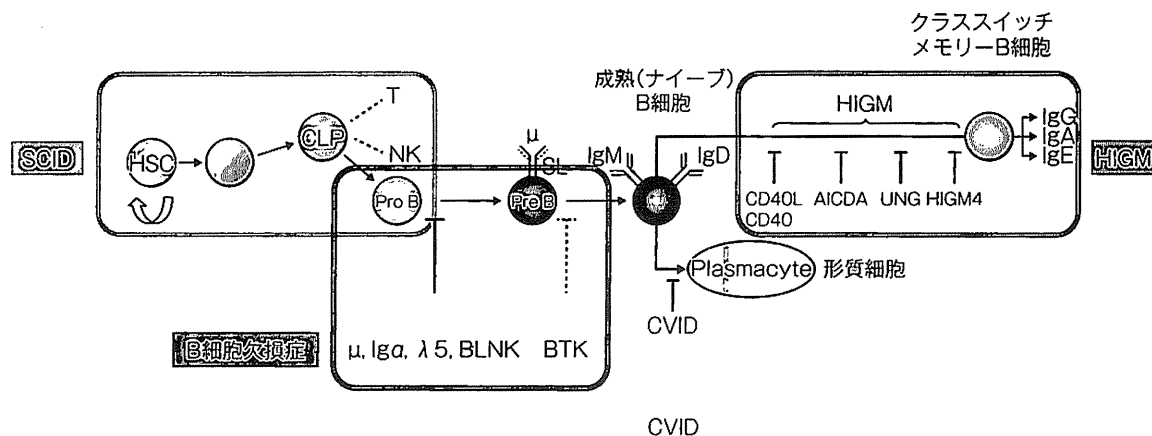 クラススイッチ
メモリーB細胞
成熟(ナイーブ)
B細胞
HIGM
T
CLP
NK
SCID
HSC
μ
SL
IgM
IgD
IgG
IgA
IgE
HIGM
Pro B
Pre B
CD40L
CD40
AICDA
UNG
HIGM4
Plasmacyte 形質細胞
CVID
B細胞欠損症
μ, Igα, λ5, BLNK
BTK
CVID